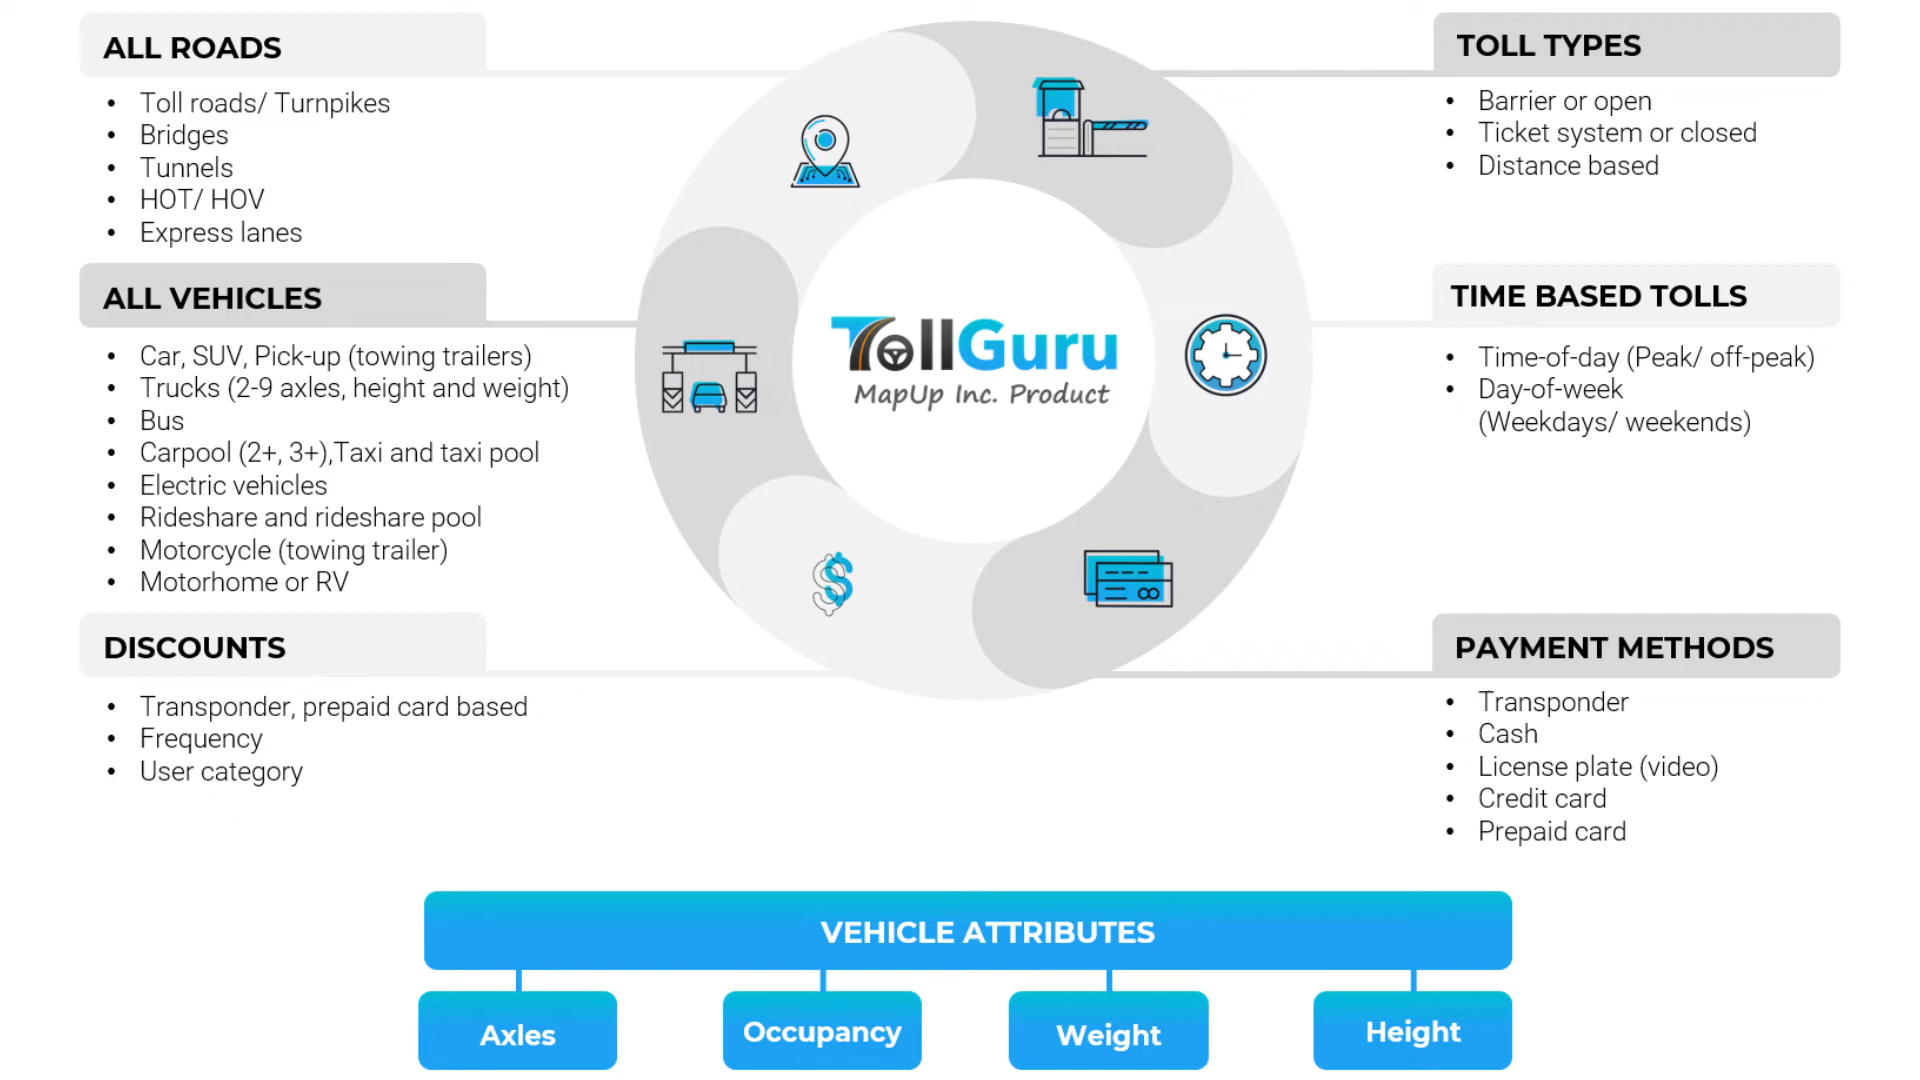 ALL ROADS
• Toll roads/ Turnpikes
• Bridges
• Tunnels
• HOT/ HOV
• Express lanes
ALL VEHICLES
• Car, SUV, Pick-up (towing trailers)
• Trucks (2-9 axles, height and weight)
• Bus
• Carpool (2+, 3+),Taxi and taxi pool
• Electric vehicles
• Rideshare and rideshare pool
• Motorcycle (towing trailer)
• Motorhome or RV
DISCOUNTS
• Transponder, prepaid card based
• Frequency
• User category
TollGuru
MapUp Inc. Product
TOLL TYPES
• Barrier or open
• Ticket system or closed
• Distance based
TIME BASED TOLLS
• Time-of-day (Peak/ off-peak)
• Day-of-week
(Weekdays/ weekends)
PAYMENT METHODS
• Transponder
• Cash
• License plate (video)
• Credit card
• Prepaid card
VEHICLE ATTRIBUTES
Axles
Occupancy
Weight
Height